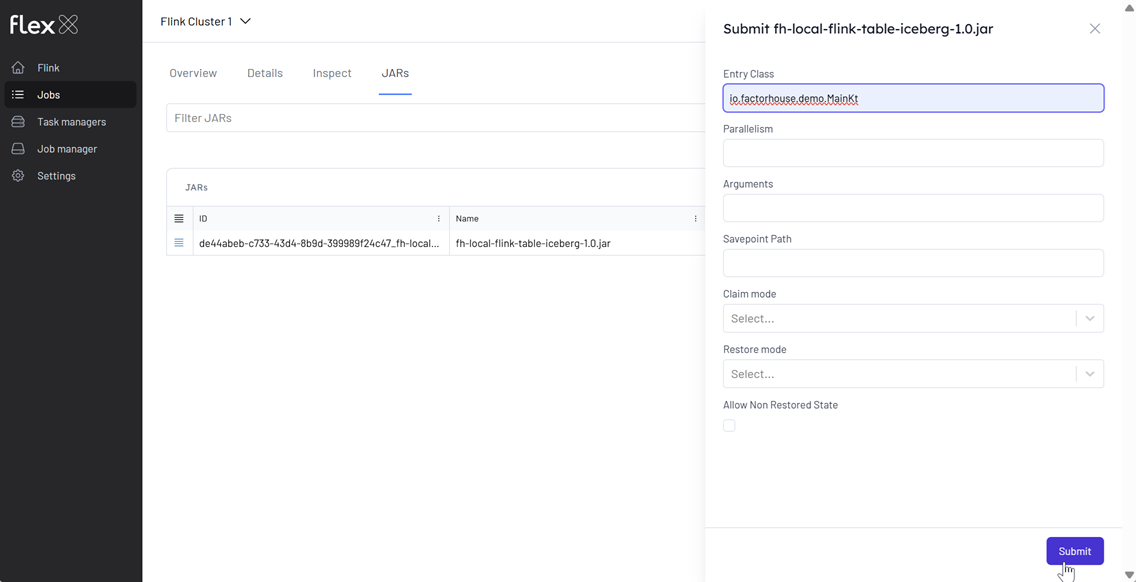 flex
Flink
Jobs
Task managers
Job manager
Settings
Flink Cluster 1
Overview
Details
Inspect
JARs
Filter JARs
JARs
ID
Name
de44abeb-c733-43d4-8b9d-399989f24c47_fh-local...
fh-local-flink-table-iceberg-1.0.jar
Submit fh-local-flink-table-iceberg-1.0.jar
Entry Class
io.factorhouse.demo.MainKt
Parallelism
Arguments
Savepoint Path
Claim mode
Select...
Restore mode
Select...
Allow Non Restored State
Submit